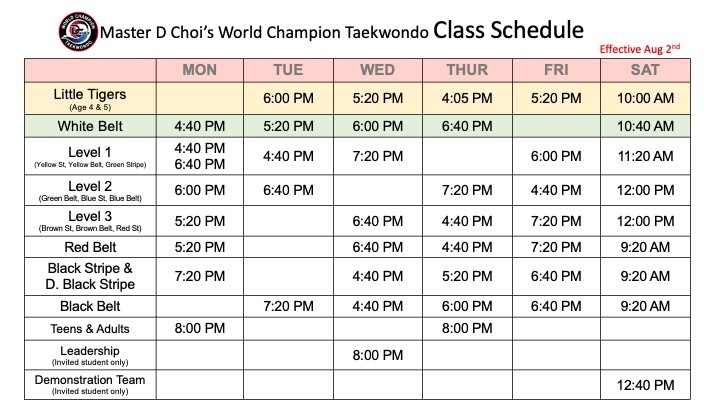 WORLD CHAMPION
TAEKWONDO
Master D Choi's World Champion Taekwondo Class Schedule
Effective Aug 2nd
MON TUE WED THUR FRI SAT
Little Tigers 6:00 PM 5:20 PM 4:05 PM 5:20 PM 10:00 AM
(Age 4 & 5)
White Belt 4:40 PM 5:20 PM 6:00 PM 6:40 PM 10:40 AM
Level 1 4:40 PM 4:40 PM 7:20 PM 6:00 PM 11:20 AM
(Yellow St, Yellow Belt, Green Stripe) 6:40 PM
Level 2 6:00 PM 6:40 PM 7:20 PM 4:40 PM 12:00 PM
(Green Belt, Blue St, Blue Belt)
Level 3 5:20 PM 6:40 PM 4:40 PM 7:20 PM 12:00 PM
(Brown St, Brown Belt, Red St)
Red Belt 5:20 PM 6:40 PM 4:40 PM 7:20 PM 9:20 AM
Black Stripe & 7:20 PM 4:40 PM 5:20 PM 6:40 PM 9:20 AM
D. Black Stripe
Black Belt 7:20 PM 4:40 PM 6:00 PM 6:40 PM 9:20 AM
Teens & Adults 8:00 PM 8:00 PM
Leadership 8:00 PM
(Invited student only)
Demonstration Team 12:40 PM
(Invited student only)